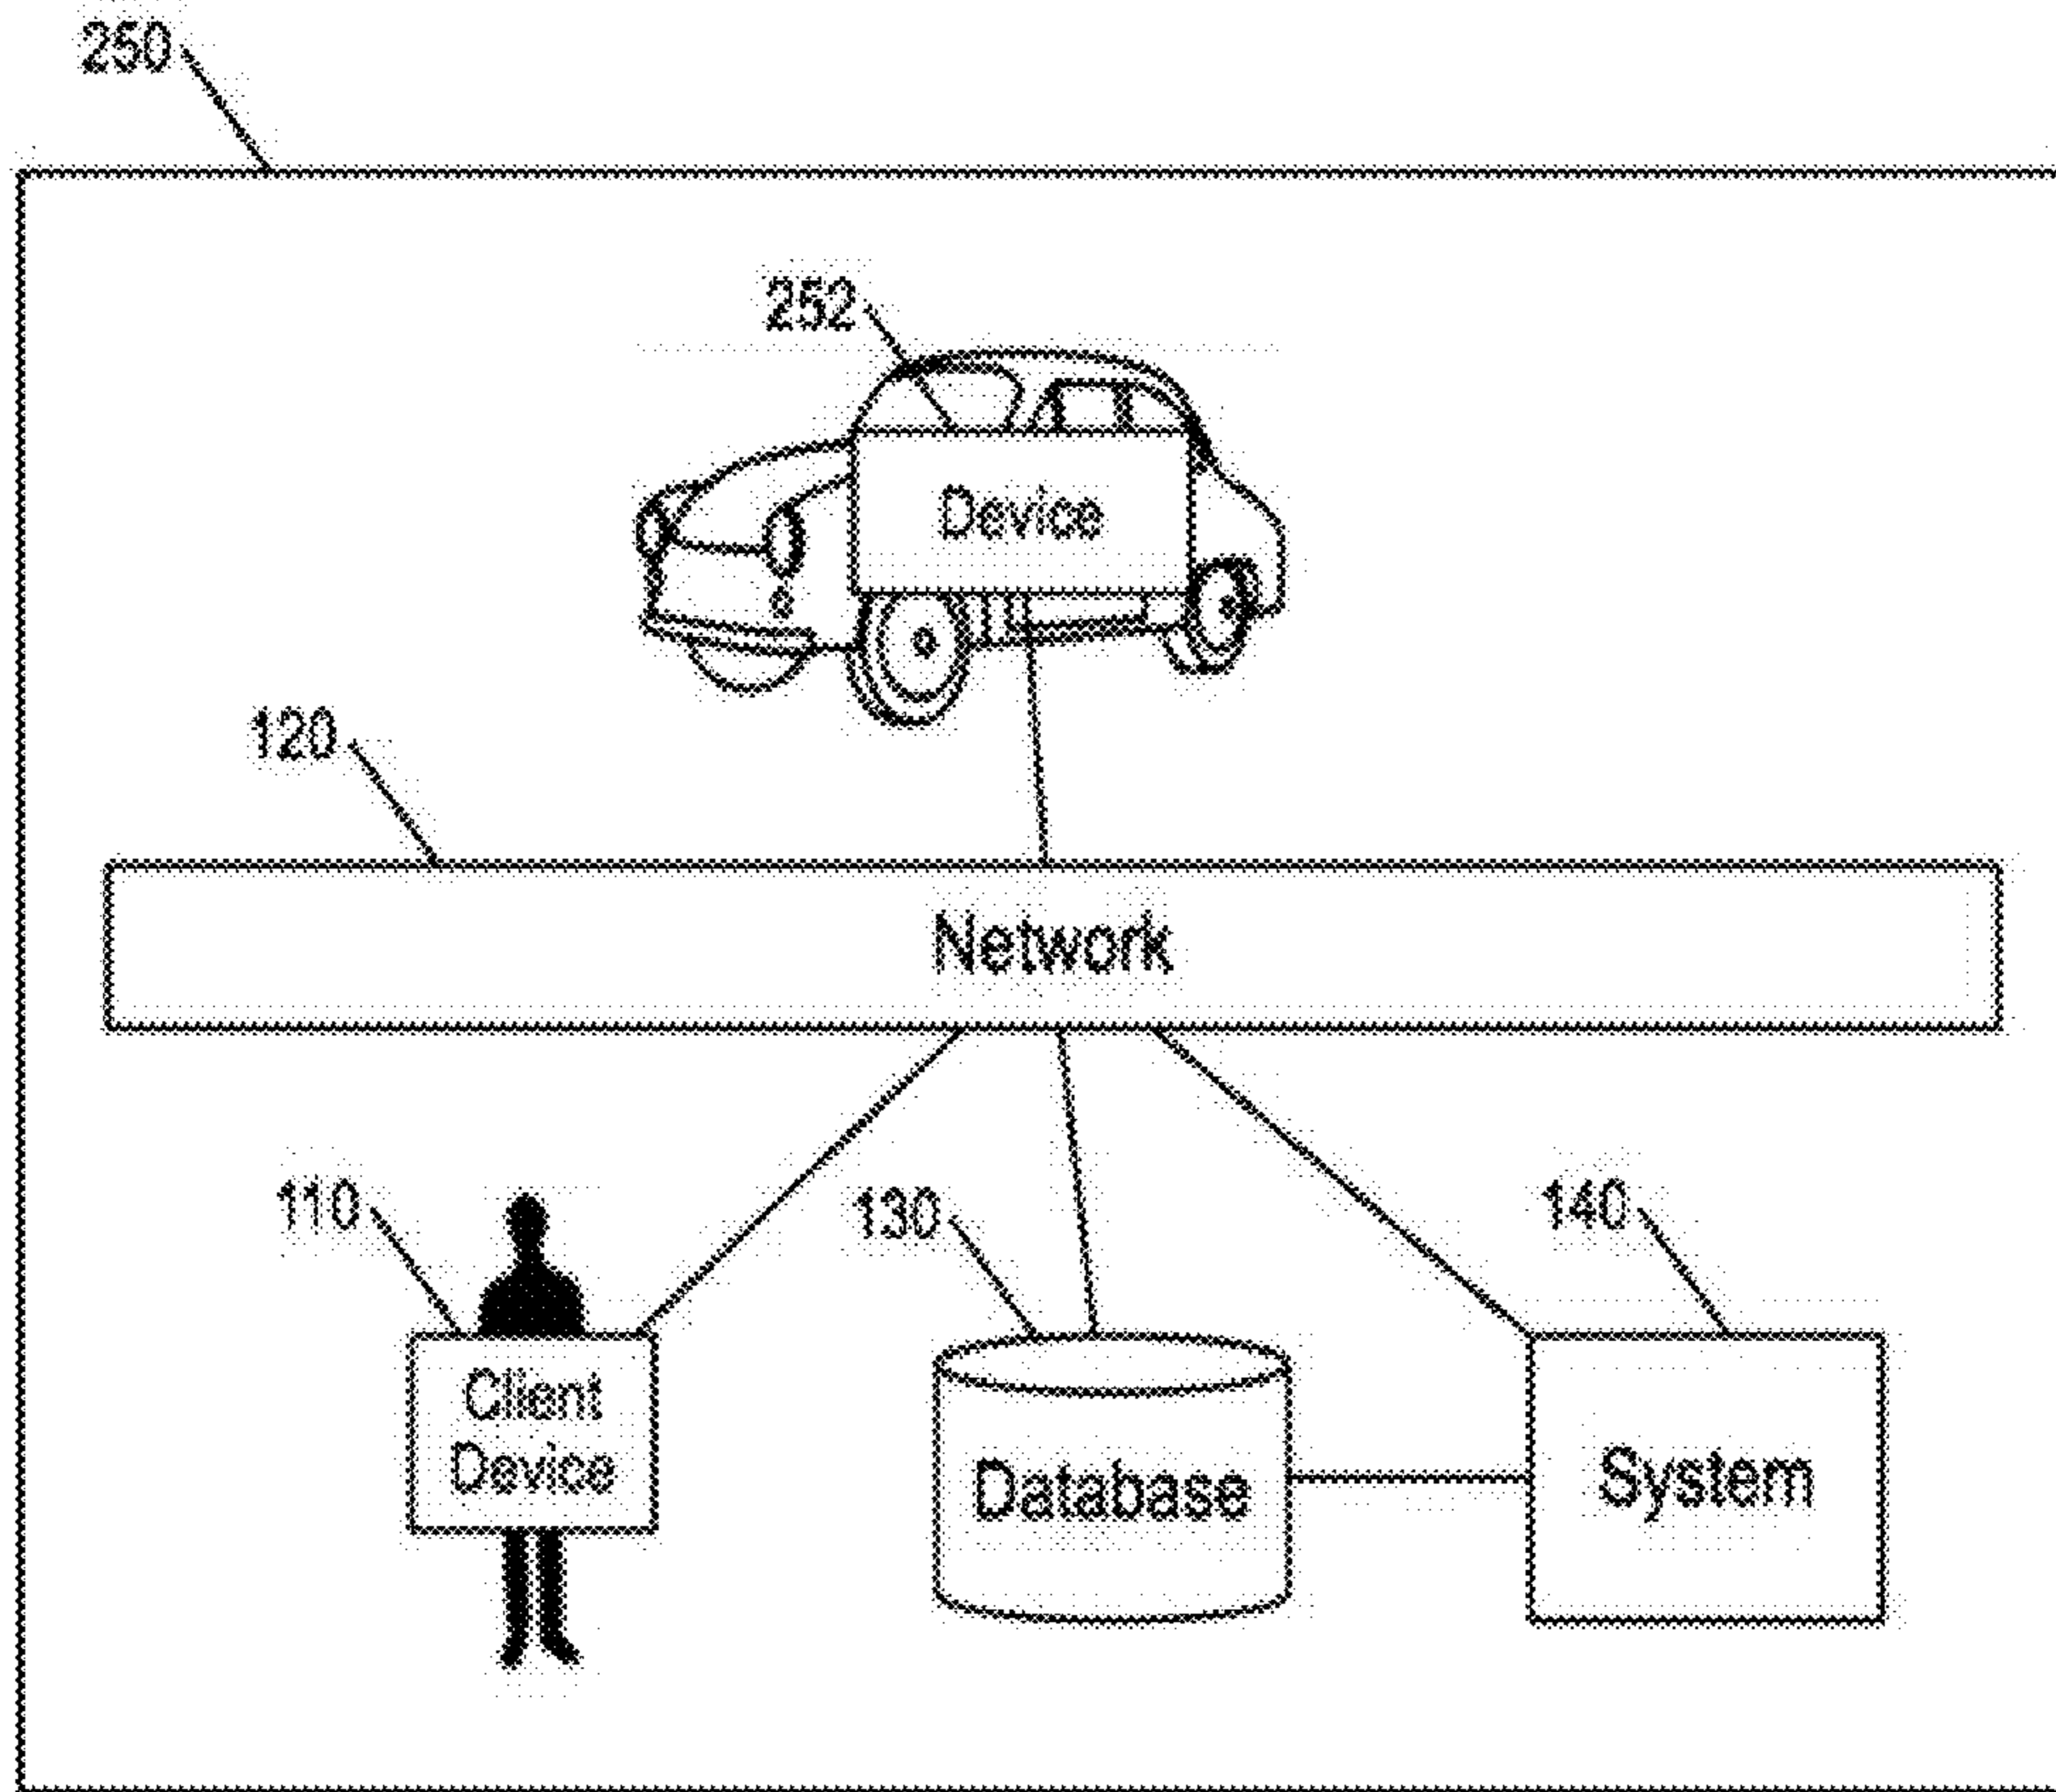 250
252
Device
120
Network
110
130
140
Client
Device
Database
System